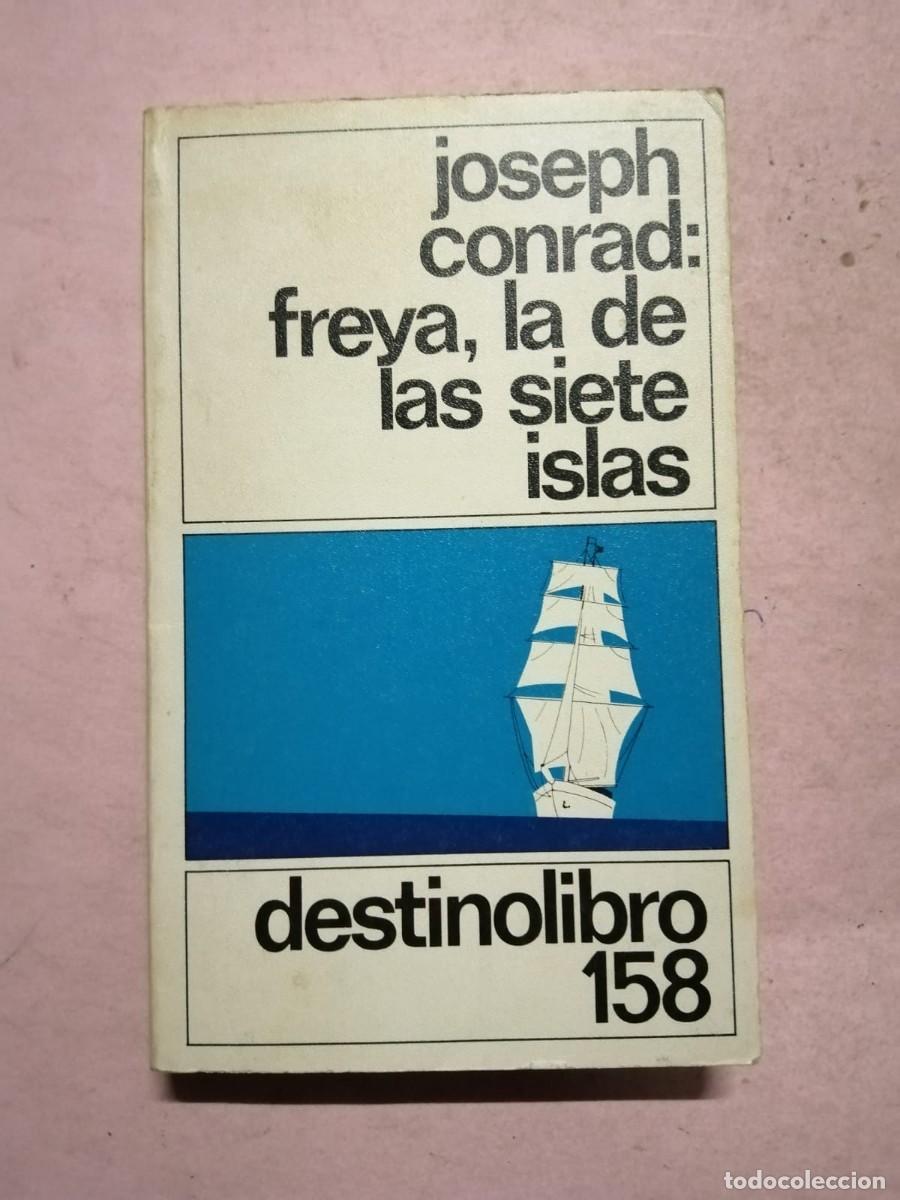 joseph
conrad:
freya, la de
las siete
islas
destinolibro
158
todocoleccion